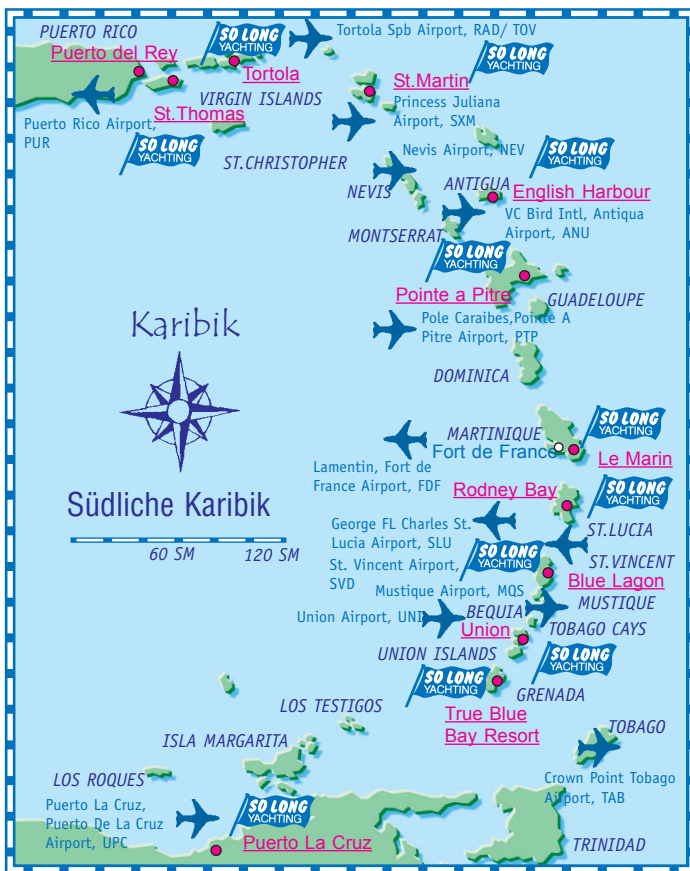 PUERTO RICO
SO LONG
YACHTING
Tortola Spb Airport, RAD/ TOV
Puerto del Rey
Tortola
SO LONG
YACHTING
St.Martin
VIRGIN ISLANDS
Princess Juliana
Airport, SXM
St.Thomas
Puerto Rico Airport,
PUR
SO LONG
YACHTING
ST.CHRISTOPHER
Nevis Airport, NEV
NEVIS
ANTIGUA
English Harbour
VC Bird Intl, Antiqua
Airport, ANU
MONTSERRAT
SO LONG
YACHTING
Pointe a Pitre
GUADELOUPE
Pole Caraibes,Pointe A
Pitre Airport, PTP
Karibik
DOMINICA
SO LONG
YACHTING
MARTINIQUE
Fort de France
Le Marin
Lamentin, Fort de
France Airport, FDF
Rodney Bay
SO LONG
YACHTING
Südliche Karibik
60 SM
120 SM
George FL Charles St.
Lucia Airport, SLU
ST.LUCIA
St. Vincent Airport,
SVD
SO LONG
YACHTING
ST.VINCENT
Blue Lagon
Mustique Airport, MQS
MUSTIQUE
Union Airport, UNI
BEQUIA
Union
TOBAGO CAYS
UNION ISLANDS
SO LONG
YACHTING
SO LONG
YACHTING
GRENADA
True Blue
Bay Resort
LOS TESTIGOS
TOBAGO
ISLA MARGARITA
LOS ROQUES
Crown Point Tobago
Airport, TAB
Puerto La Cruz,
Puerto De La Cruz
Airport, UPC
SO LONG
YACHTING
Puerto La Cruz
TRINIDAD